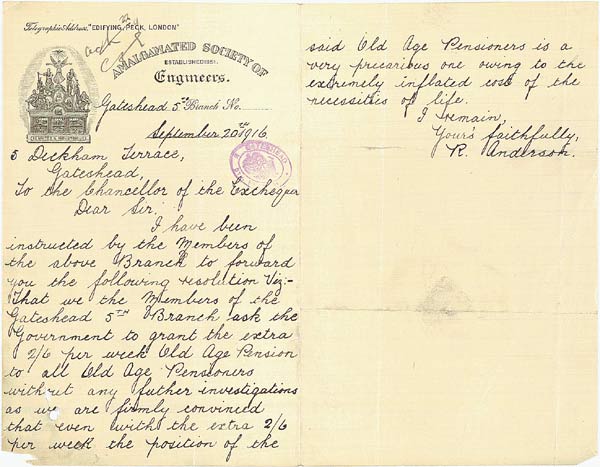 Telegraphic Address, "EDIFYING, PECK, LONDON"
AMALGAMATED SOCIETY OF
ESTABLISHED 1851.
Engineers.
Gateshead 5th Branch No.
September 20th 1916
5 Deckham Terrace,
Gateshead,
To the Chancellor of the Exchequer
Dear Sir.
I have been
instructed by the Members of
the above Branch to forward
you the following resolution Viz:-
That we the Members of the
Gateshead 5TH Branch ask the
Government to grant the extra
2/6 per week Old Age Pension
to all Old Age Pensioners
without any futher investigations
as we are firmly convinced
that even with the extra 2/6
per week the position of the
said Old Age Pensioners is a
very precarious one owing to the
extremely inflated cost of the
necessities of life.
I remain,
Yours faithfully,
R. Anderson.
GATESHEAD